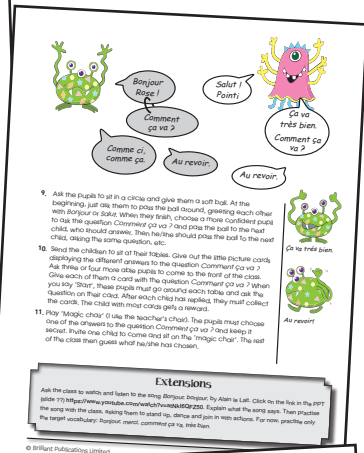 Bonjour
Rose !
Salut !
Pointi
Comment
ça va ?
Ça va
très bien.
Comment ça
va ?
Comme ci,
comme ça.
Au revoir.
Au revoir.
9. Ask the pupils to sit in a circle and give them a soft ball. At the
beginning, just ask them to pass the ball around, greeting each other
with Bonjour or Salut. When they finish, choose a more confident pupil
to ask the question Comment ça va ? and pass the ball to the next
child, who should answer. Then he/she should pass the ball to the next
child, asking the same question, etc.
10. Send the children to sit at their tables. Give out the little picture cards
displaying the different answers to the question Comment ça va ?
Ask three or four more able pupils to come to the front of the class.
Give each of them a card with the question Comment ça va ? When
you say 'Start', these pupils must go around each table and ask the
question on their card. After each child has replied, they must collect
the cards. The child with most cards gets a reward.
11. Play 'Magic chair' (I use the teacher's chair). The pupils must choose
one of the answers to the question Comment ça va ? and keep it
secret. Invite one child to come and sit on the 'magic chair'. The rest
of the class then guess what he/she has chosen.
Ça va très bien.
Au revoir!
Extensions
Ask the class to watch and listen to the song Bonjour, bonjour, by Alain le Lait. Click on the link in the PPT
the song with the class, asking them to stand up, dance and join in with actions. For now, practise only
the target vocabulary: bonjour, merci, comment ça va, très bien.
© Brilliant Publications Limited